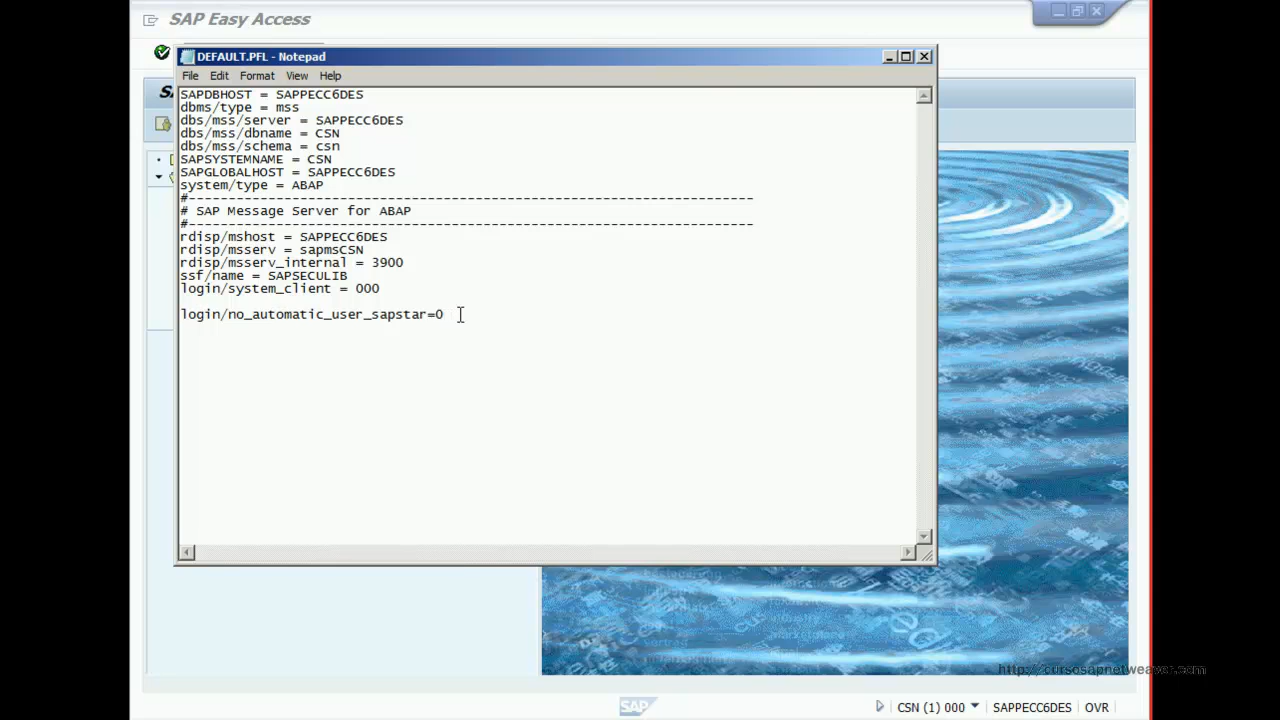 SAP Easy Access
DEFAULT.PFL - Notepad
File Edit Format View Help
SAPDBHOST = SAPPECC6DES
dbms/type = mss
dbs/mss/server = SAPPECC6DES
dbs/mss/dbname = CSN
dbs/mss/schema = csn
SAPSYSTEMNAME = CSN
SAPGLOBALHOST = SAPPECC6DES
system/type = ABAP
#-----------------------------------------------------------------------
# SAP Message Server for ABAP
#-----------------------------------------------------------------------
rdisp/mshost = SAPPECC6DES
rdisp/msserv = sapmsCSN
rdisp/msserv_internal = 3900
ssf/name = SAPSECULIB
login/system_client = 000
login/no_automatic_user_sapstar=0
http://cursosapnetweaver.com
SAP
CSN (1) 000
SAPPECC6DES
OVR